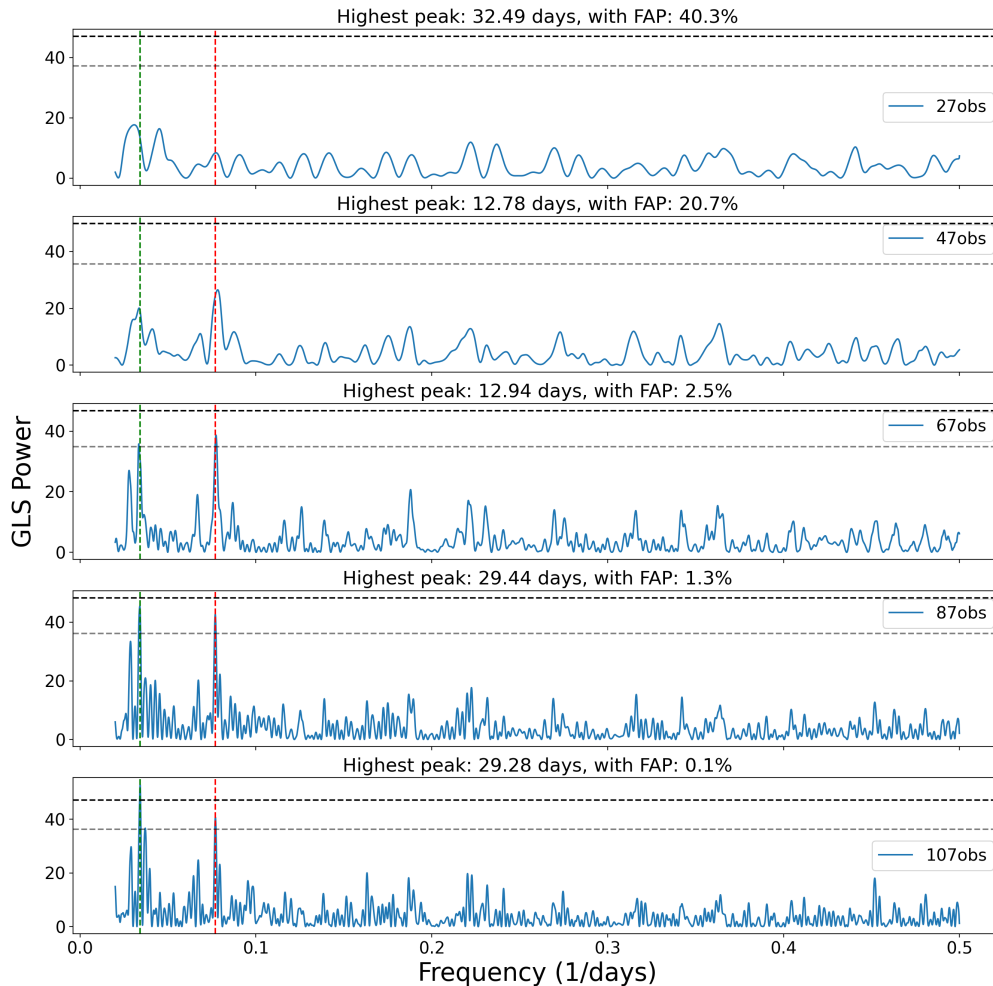 Highest peak: 32.49 days, with FAP: 40.3%
40
20
0
27obs
Highest peak: 12.78 days, with FAP: 20.7%
40
20
0
47obs
Highest peak: 12.94 days, with FAP: 2.5%
40
20
0
67obs
GLS Power
Highest peak: 29.44 days, with FAP: 1.3%
40
20
0
87obs
Highest peak: 29.28 days, with FAP: 0.1%
40
20
0
107obs
0.0 0.1 0.2 0.3 0.4 0.5
Frequency (1/days)